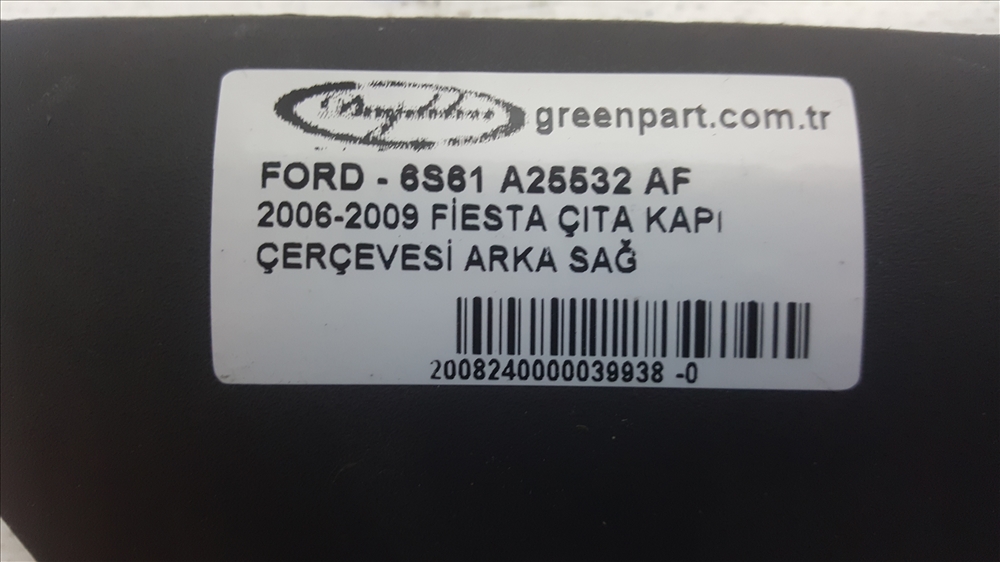 greenpart.com.tr
FORD - 6S61 A25532 AF
2006-2009 FİESTA ÇITA KAPI
ÇERÇEVESİ ARKA SAĞ
2008240000039938 -0